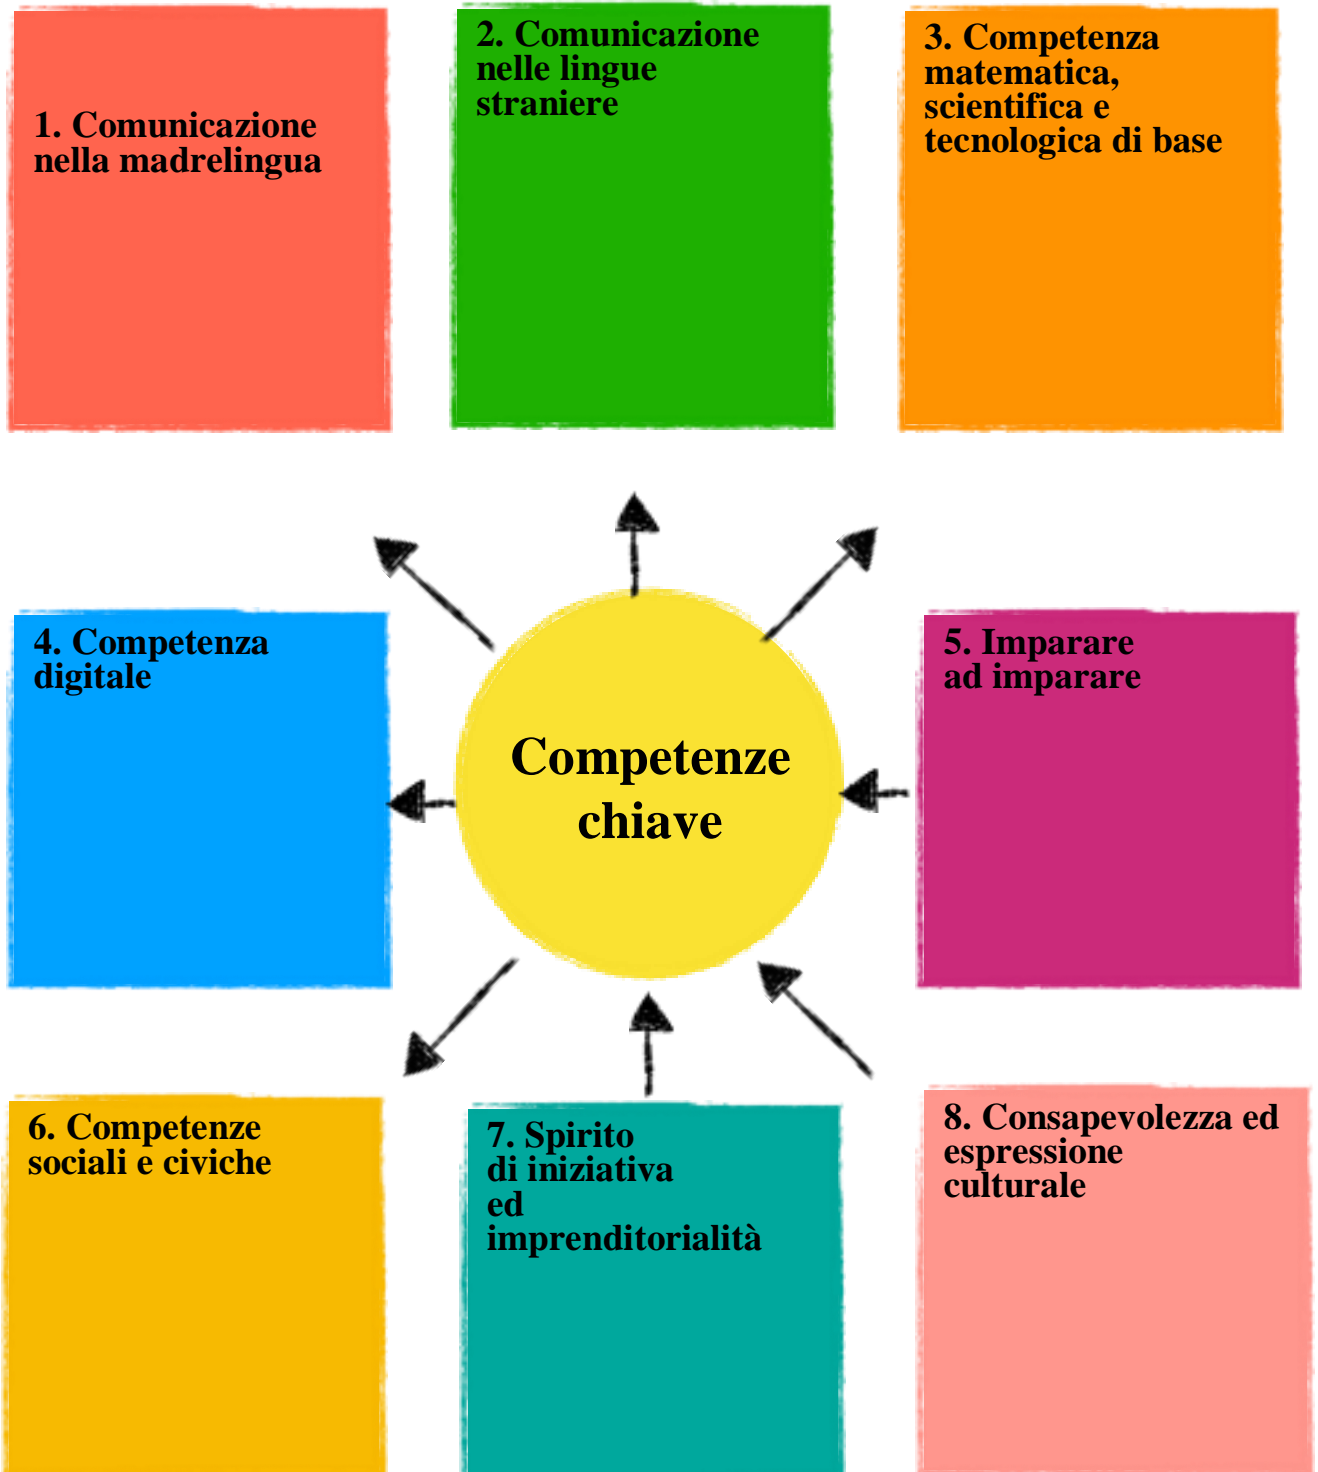 1. Comunicazione
nella madrelingua
2. Comunicazione
nelle lingue
straniere
3. Competenza
matematica,
scientifica e
tecnologica di base
4. Competenza
digitale
Competenze
chiave
5. Imparare
ad imparare
6. Competenze
sociali e civiche
7. Spirito
di iniziativa
ed
imprenditorialità
8. Consapevolezza ed
espressione
culturale